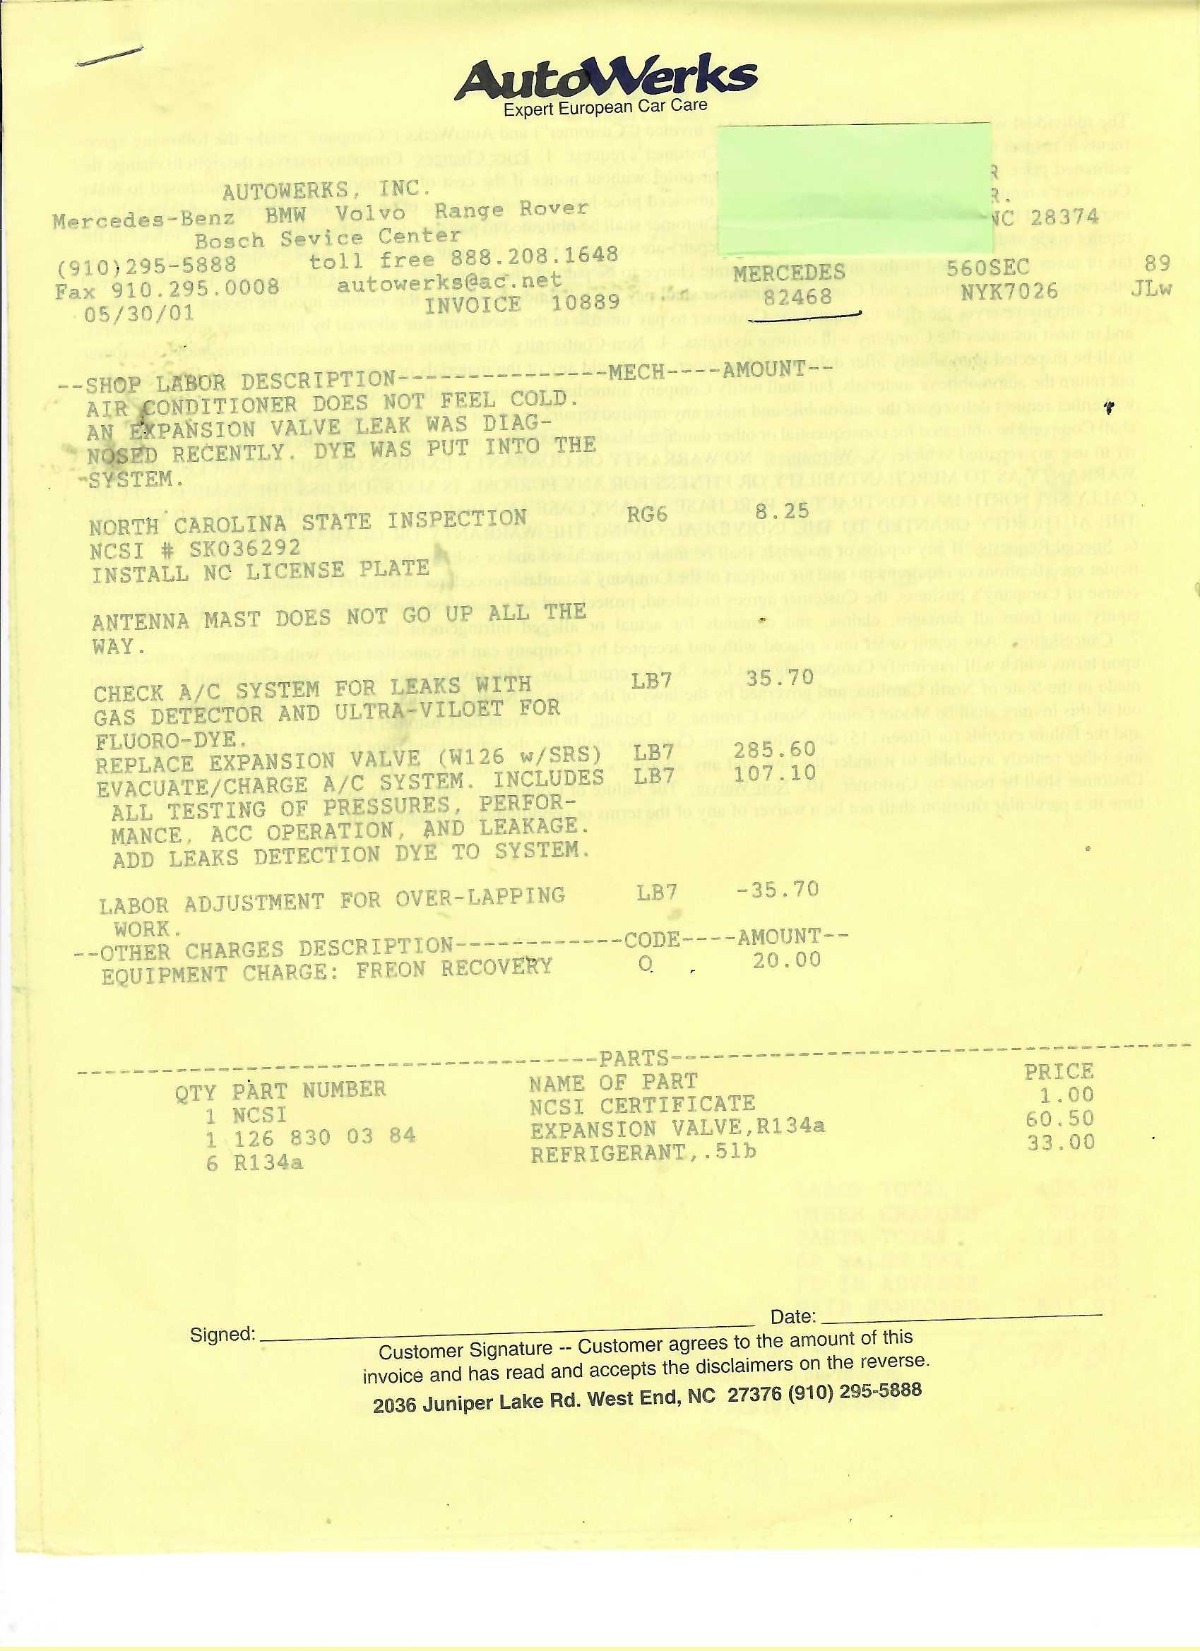 AutoWerks
Expert European Car Care
AUTOWERKS, INC.
Mercedes-Benz BMW Volvo Range Rover
Bosch Sevice Center
(910)295-5888 toll free 888.208.1648
Fax 910.295.0008 autowerks@ac.net
05/30/01 INVOICE 10889
R
R.
NC 28374
MERCEDES 560SEC 89
82468 NYK7026 JLw
--SHOP LABOR DESCRIPTION---------------MECH----AMOUNT--
AIR CONDITIONER DOES NOT FEEL COLD.
AN EXPANSION VALVE LEAK WAS DIAG-
NOSED RECENTLY. DYE WAS PUT INTO THE
SYSTEM.
NORTH CAROLINA STATE INSPECTION RG6 8.25
NCSI # SK036292
INSTALL NC LICENSE PLATE
ANTENNA MAST DOES NOT GO UP ALL THE
WAY.
CHECK A/C SYSTEM FOR LEAKS WITH LB7 35.70
GAS DETECTOR AND ULTRA-VILOET FOR
FLUORO-DYE.
REPLACE EXPANSION VALVE (W126 w/SRS) LB7 285.60
EVACUATE/CHARGE A/C SYSTEM. INCLUDES LB7 107.10
ALL TESTING OF PRESSURES, PERFOR-
MANCE, ACC OPERATION, AND LEAKAGE.
ADD LEAKS DETECTION DYE TO SYSTEM.
LABOR ADJUSTMENT FOR OVER-LAPPING LB7 -35.70
WORK.
--OTHER CHARGES DESCRIPTION------------CODE----AMOUNT--
EQUIPMENT CHARGE: FREON RECOVERY O 20.00
--------------------------------PARTS--------------------------------
QTY PART NUMBER NAME OF PART PRICE
1 NCSI NCSI CERTIFICATE 1.00
1 126 830 03 84 EXPANSION VALVE,R134a 60.50
6 R134a REFRIGERANT,.5lb 33.00
Signed: Date:
Customer Signature -- Customer agrees to the amount of this
invoice and has read and accepts the disclaimers on the reverse.
2036 Juniper Lake Rd. West End, NC 27376 (910) 295-5888